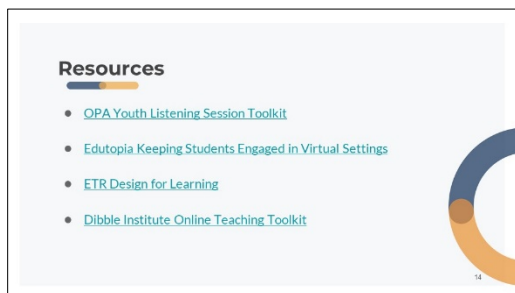 Resources
OPA Youth Listening Session Toolkit
Edutopia Keeping Students Engaged in Virtual Settings
ETR Design for Learning
Dibble Institute Online Teaching Toolkit
14